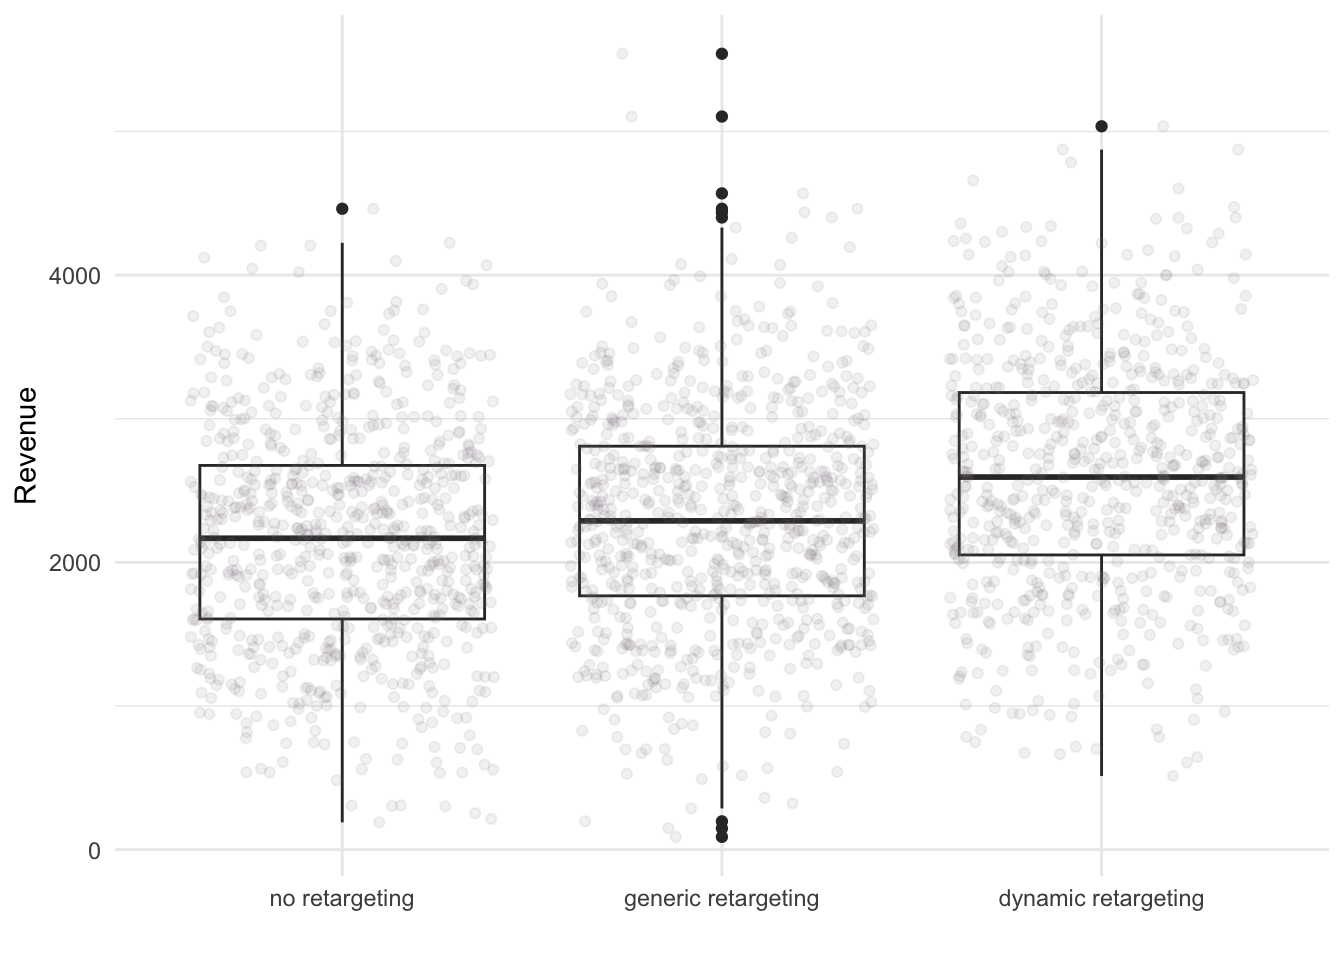 Revenue
4000
2000
0
no retargeting
generic retargeting
dynamic retargeting